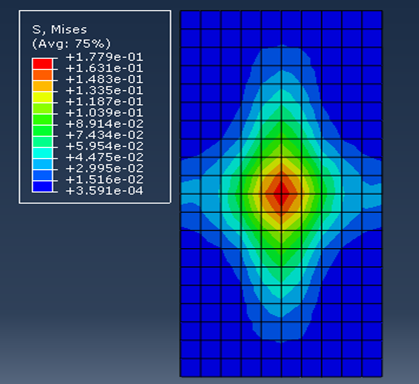 S, Mises
(Avg: 75%)
+1.779e-01
+1.631e-01
+1.483e-01
+1.335e-01
+1.187e-01
+1.039e-01
+8.914e-02
+7.434e-02
+5.954e-02
+4.475e-02
+2.995e-02
+1.516e-02
+3.591e-04